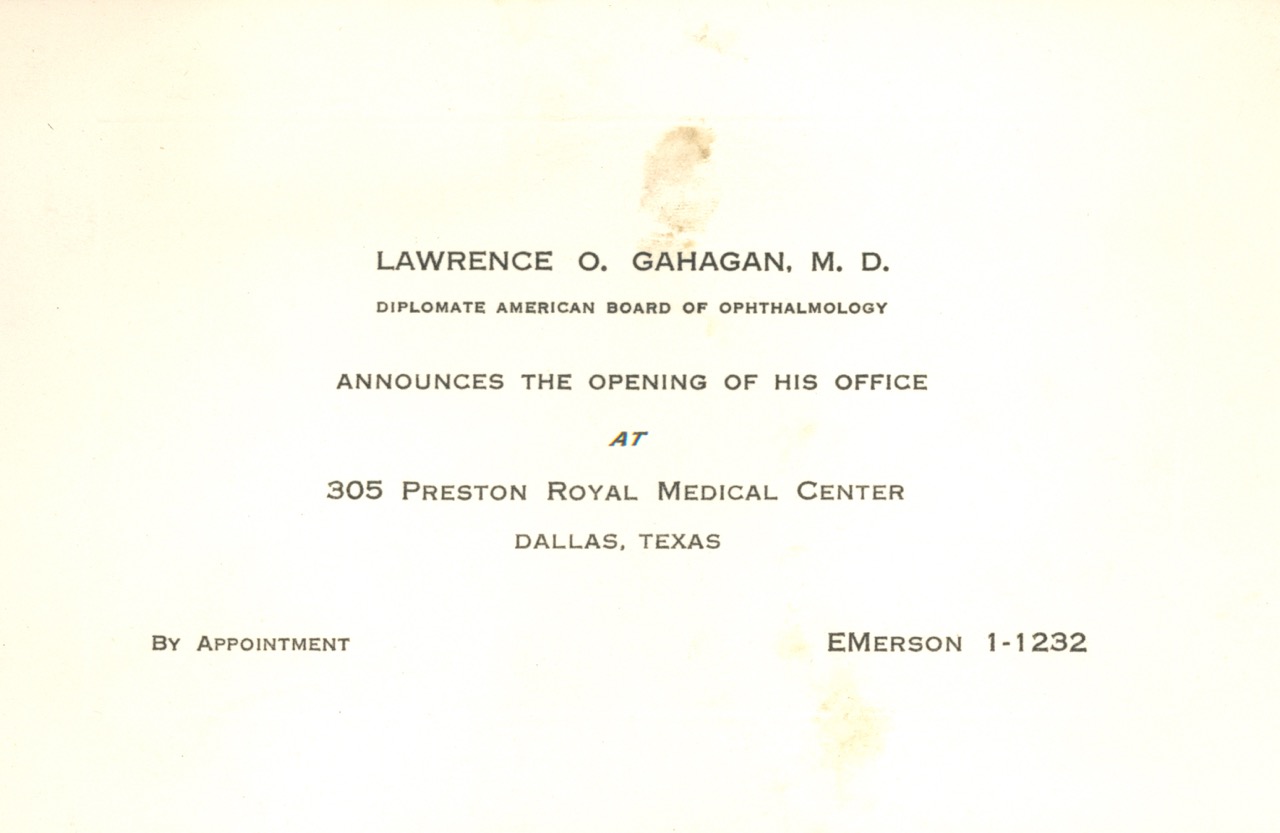 LAWRENCE O. GAHAGAN, M. D.
DIPLOMATE AMERICAN BOARD OF OPHTHALMOLOGY
ANNOUNCES THE OPENING OF HIS OFFICE
AT
305 PRESTON ROYAL MEDICAL CENTER
DALLAS, TEXAS
BY APPOINTMENT
EMERSON 1-1232